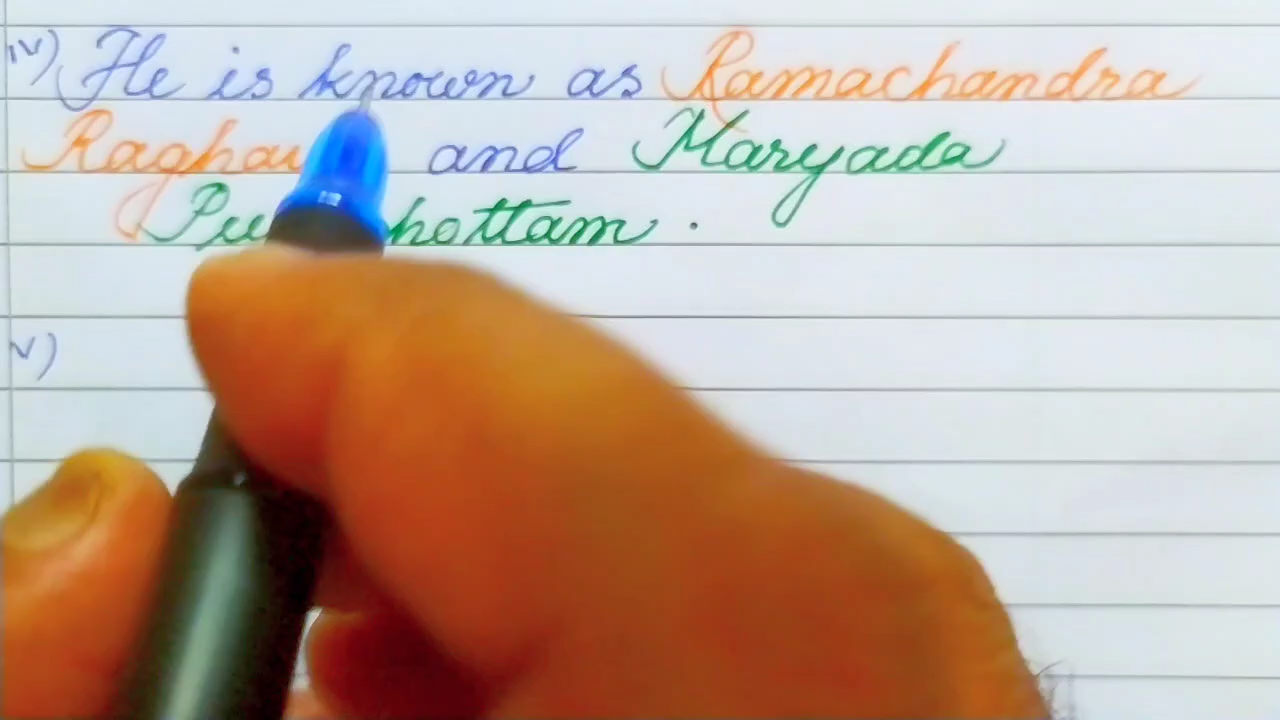 iv) He is known as Ramachandra
and Maryada
.
v)